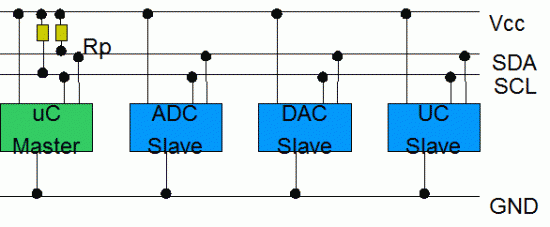 Vcc
Rp
SDA
SCL
uC
Master
ADC
Slave
DAC
Slave
UC
Slave
GND